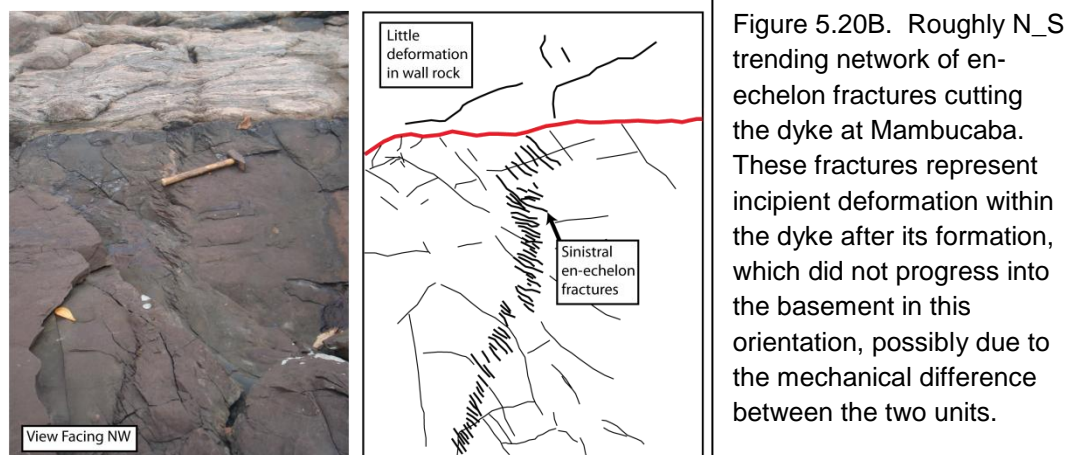 View Facing NW
Little
deformation
in wall rock
Sinistral
en-echelon
fractures
Figure 5.20B.  Roughly N_S
trending network of en-
echelon fractures cutting
the dyke at Mambucaba.
These fractures represent
incipient deformation within
the dyke after its formation,
which did not progress into
the basement in this
orientation, possibly due to
the mechanical difference
between the two units.